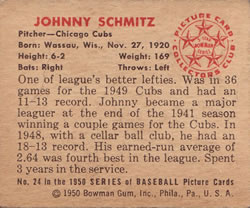 JOHNNY SCHMITZ
Pitcher—Chicago Cubs
Born: Wassau, Wis., Nov. 27, 1920
Height: 6-2 Weight: 169
Bats: Right Throws: Left
PICTURE CARD
COLLECTORS CLUB
One of league's better lefties. Was in 36
games for the 1949 Cubs and had an
11-13 record. Johnny became a major
leaguer at the end of the 1941 season
winning a couple games for the Cubs. In
1948, with a cellar ball club, he had an
18-13 record. His earned-run average of
2.64 was fourth best in the league. Spent
3 years in the service.
No. 24 in the 1950 SERIES of BASEBALL Picture Cards
©1950 Bowman Gum, Inc., Phila., Pa., U. S. A.